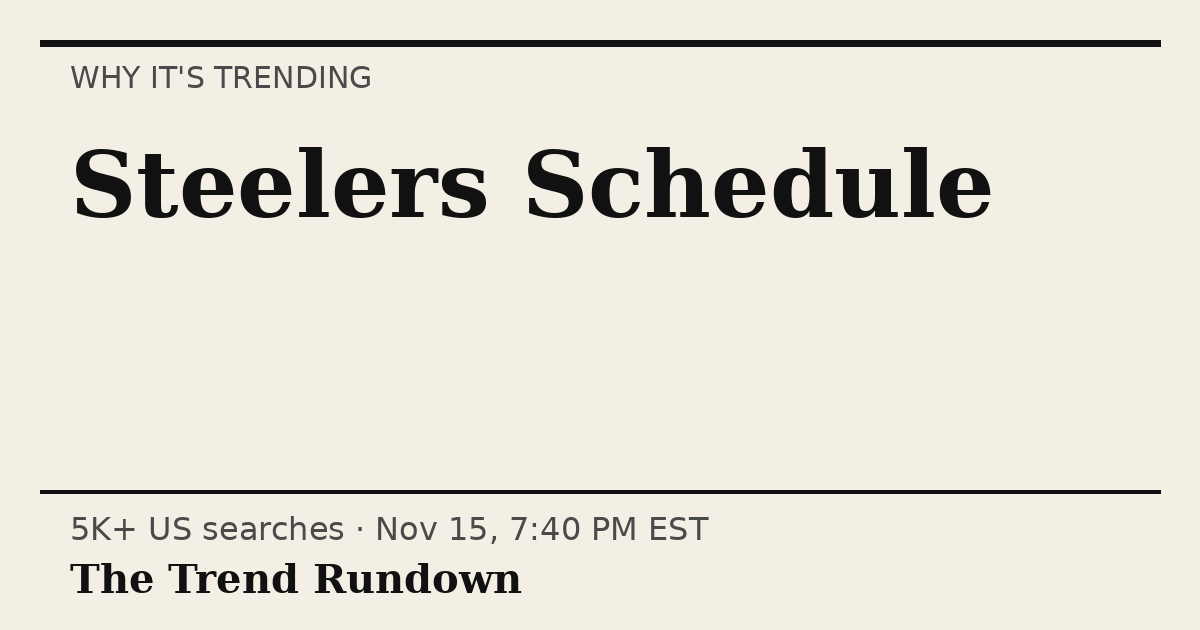 WHY IT'S TRENDING
Steelers Schedule
5K+ US searches · Nov 15, 7:40 PM EST
The Trend Rundown